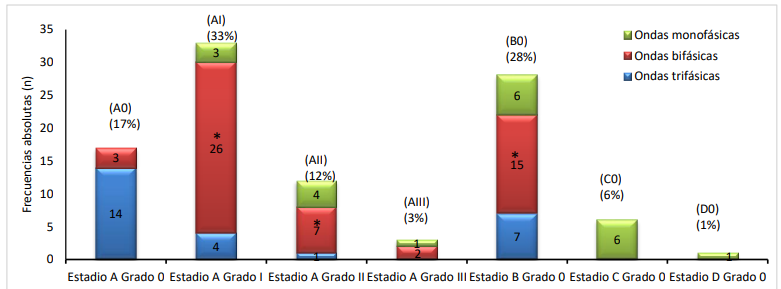 Frecuencias absolutas (n)
35
30
25
20
15
10
5
0
(A0)
(17%)
3
14
(AI)
(33%)
3
*
26
4
(AII)
(12%)
4
*
7
1
(AIII)
(3%)
1
2
(B0)
(28%)
6
*
15
7
(C0)
(6%)
6
(D0)
(1%)
1
Ondas monofásicas
Ondas bifásicas
Ondas trifásicas
Estadio A Grado 0 Estadio A Grado I Estadio A Grado II Estadio A Grado III Estadio B Grado 0 Estadio C Grado 0 Estadio D Grado 0